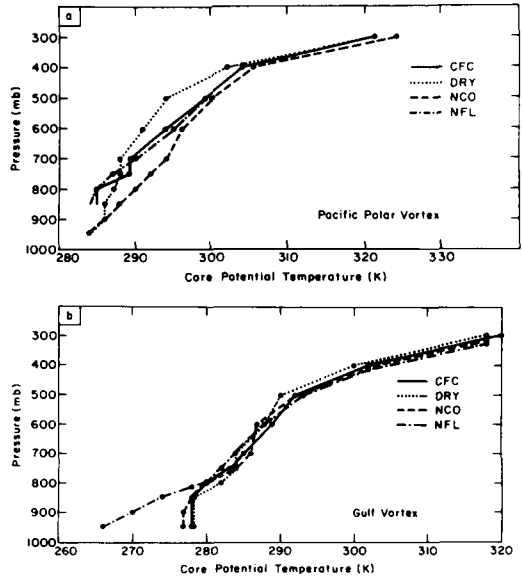 a
300
400
500
600
700
800
900
1000
Pressure (mb)
CFC
DRY
NCO
NFL
Pacific Polar Vortex
280 290 300 310 320 330
Core Potential Temperature (K)
b
300
400
500
600
700
800
900
1000
Pressure (mb)
CFC
DRY
NCO
NFL
Gulf Vortex
260 270 280 290 300 310 320
Core Potential Temperature (K)